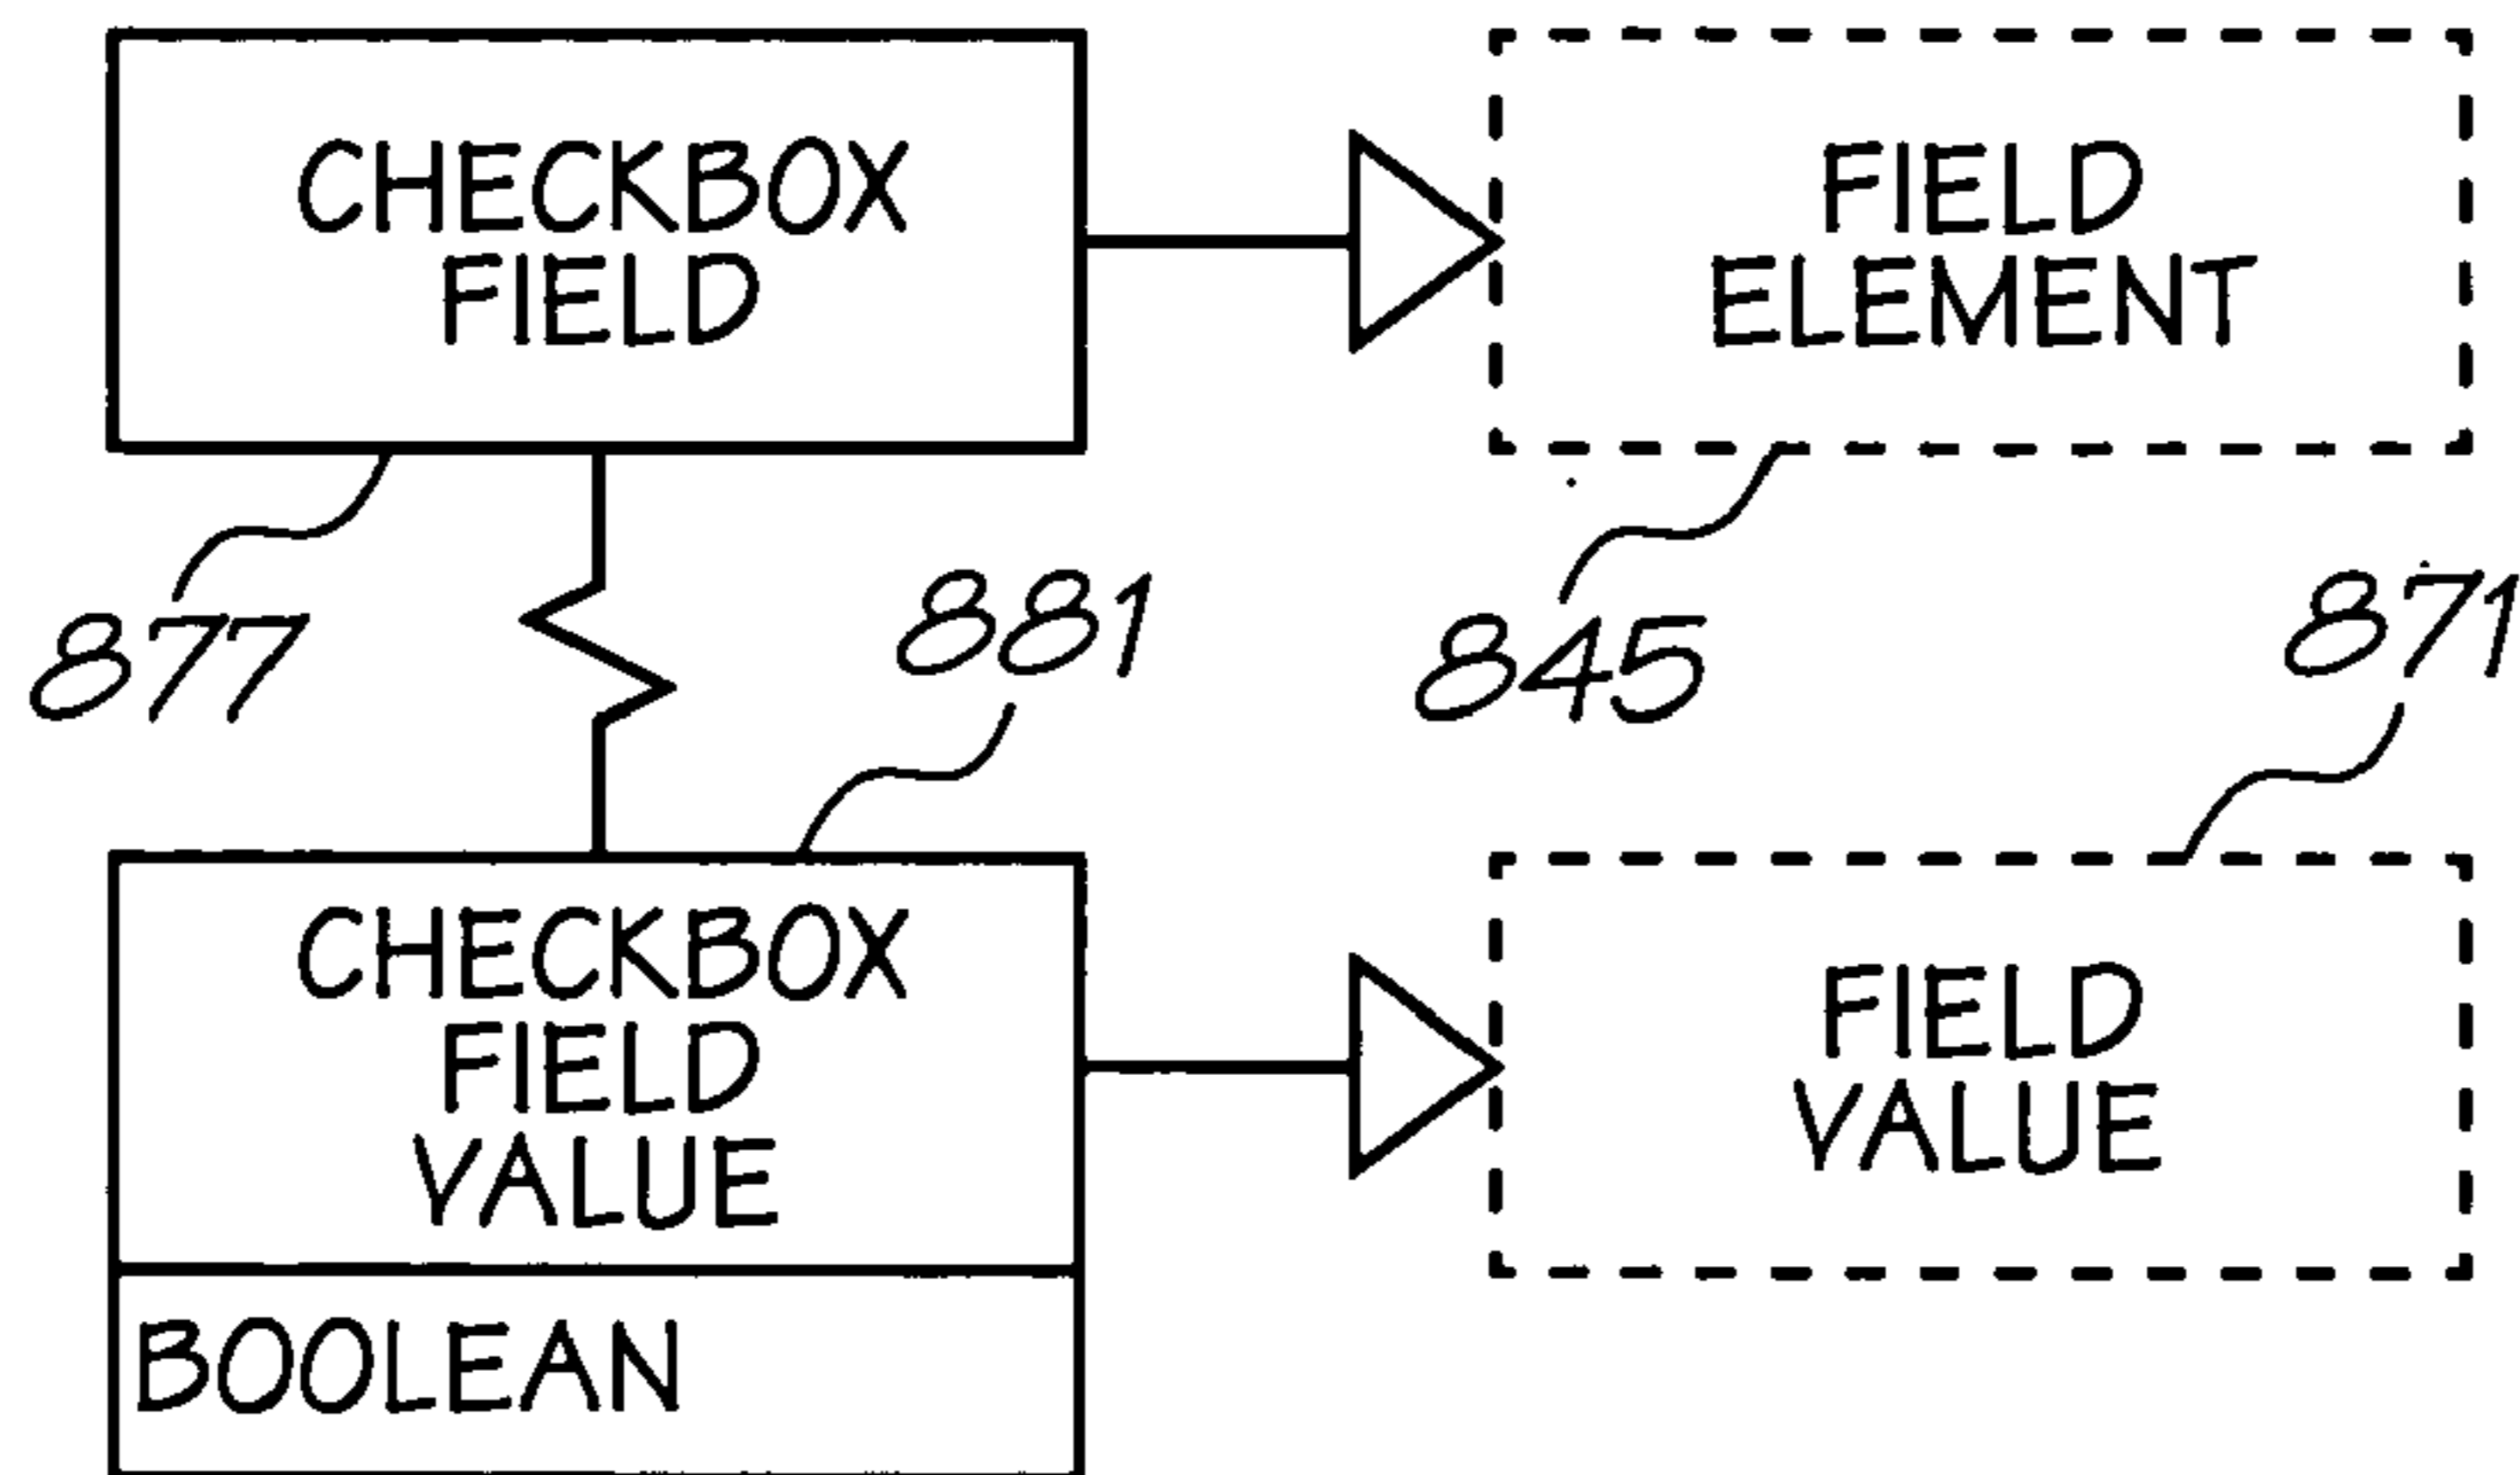 CHECKBOX
FIELD
FIELD
ELEMENT
877
881
845
871
CHECKBOX
FIELD
VALUE
FIELD
VALUE
BOOLEAN